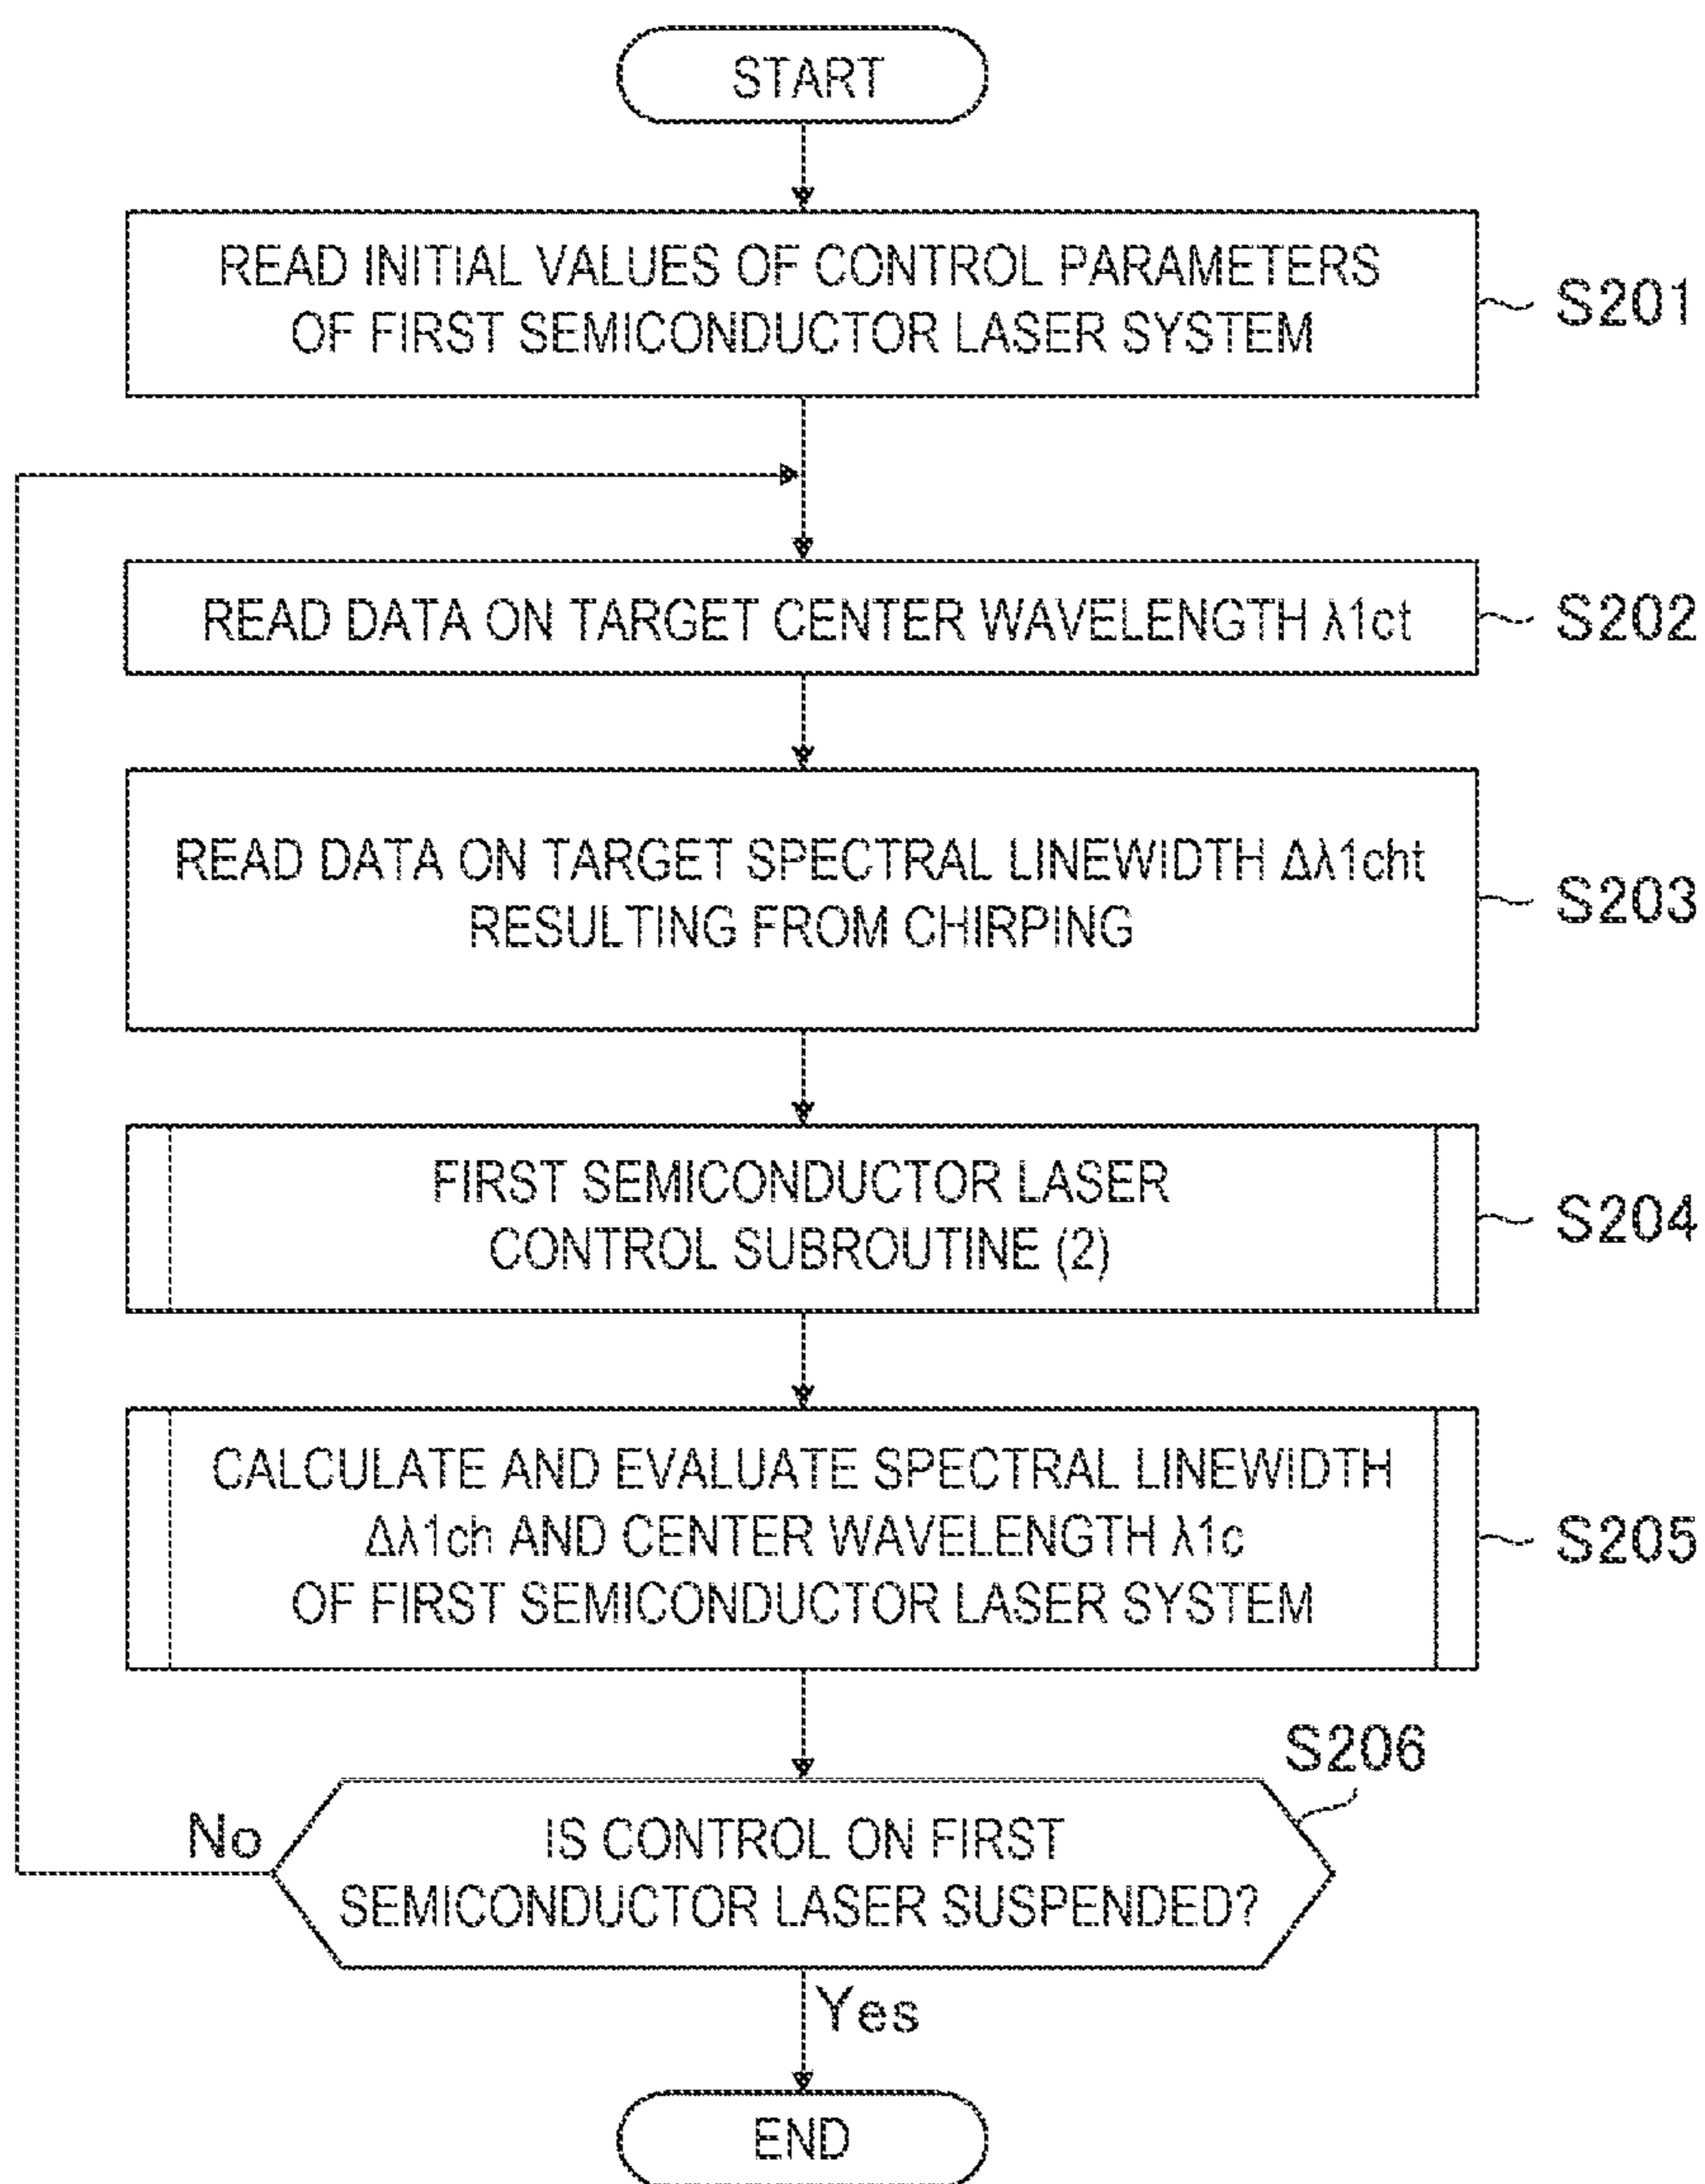 START
READ INITIAL VALUES OF CONTROL PARAMETERS
OF FIRST SEMICONDUCTOR LASER SYSTEM
S201
READ DATA ON TARGET CENTER WAVELENGTH λ1ct
S202
READ DATA ON TARGET SPECTRAL LINEWIDTH Δλ1cht
RESULTING FROM CHIRPING
S203
FIRST SEMICONDUCTOR LASER
CONTROL SUBROUTINE (2)
S204
CALCULATE AND EVALUATE SPECTRAL LINEWIDTH
Δλ1ch AND CENTER WAVELENGTH λ1c
OF FIRST SEMICONDUCTOR LASER SYSTEM
S205
S206
No
IS CONTROL ON FIRST
SEMICONDUCTOR LASER SUSPENDED?
Yes
END